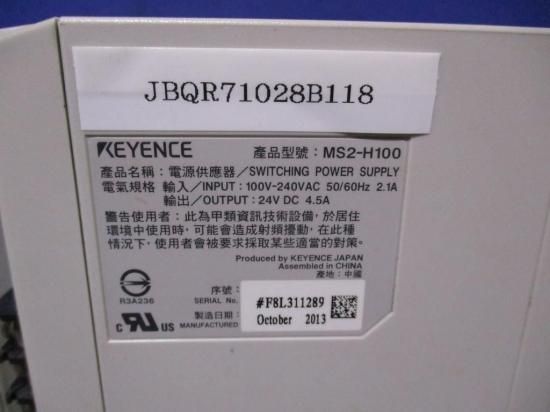 JBQR71028B118
KEYENCE 產品型號：MS2-H100
產品名稱：電源供應器／SWITCHING POWER SUPPLY
電氣規格 輸入／INPUT：100V-240VAC 50/60Hz 2.1A
輸出／OUTPUT：24V DC 4.5A
警告使用者：此為甲類資訊技術設備，於居住
環境中使用時，可能會造成射頻擾動，在此種
情況下，使用者會被要求採取某些適當的對策。
Produced by KEYENCE JAPAN
Assembled in CHINA
產地：中國
R3A236
序號：
SERIAL No.
#F8L311289
製造日期：
MANUFACTURED
October 2013
C RU US